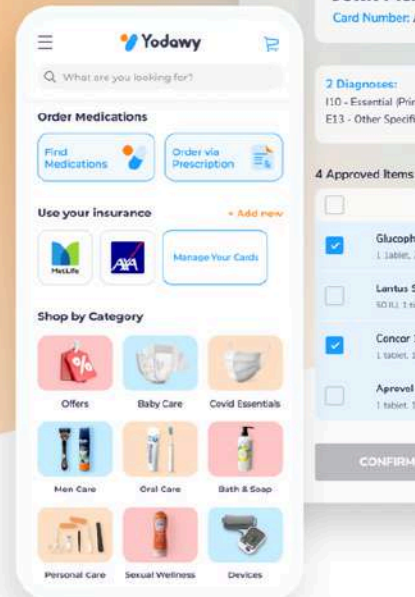 Yodawy
What are you looking for?
Order Medications
Find
Medications
Order via
Prescription
Use your insurance
+ Add new
MetLife
AXA
Manage Your Cards
Shop by Category
%
Offers
Baby Care
Covid Essentials
Men Care
Oral Care
Bath & Soap
Personal Care
Sexual Wellness
Devices
Card Number:
2 Diagnoses:
I10 - Essential (Prim
E13 - Other Specifi
4 Approved Items
Glucoph
1 Tablet,
Lantus S
50 IU, 1 t
Concor
1 tablet,
Aprovel
1 tablet,
CONFIRM